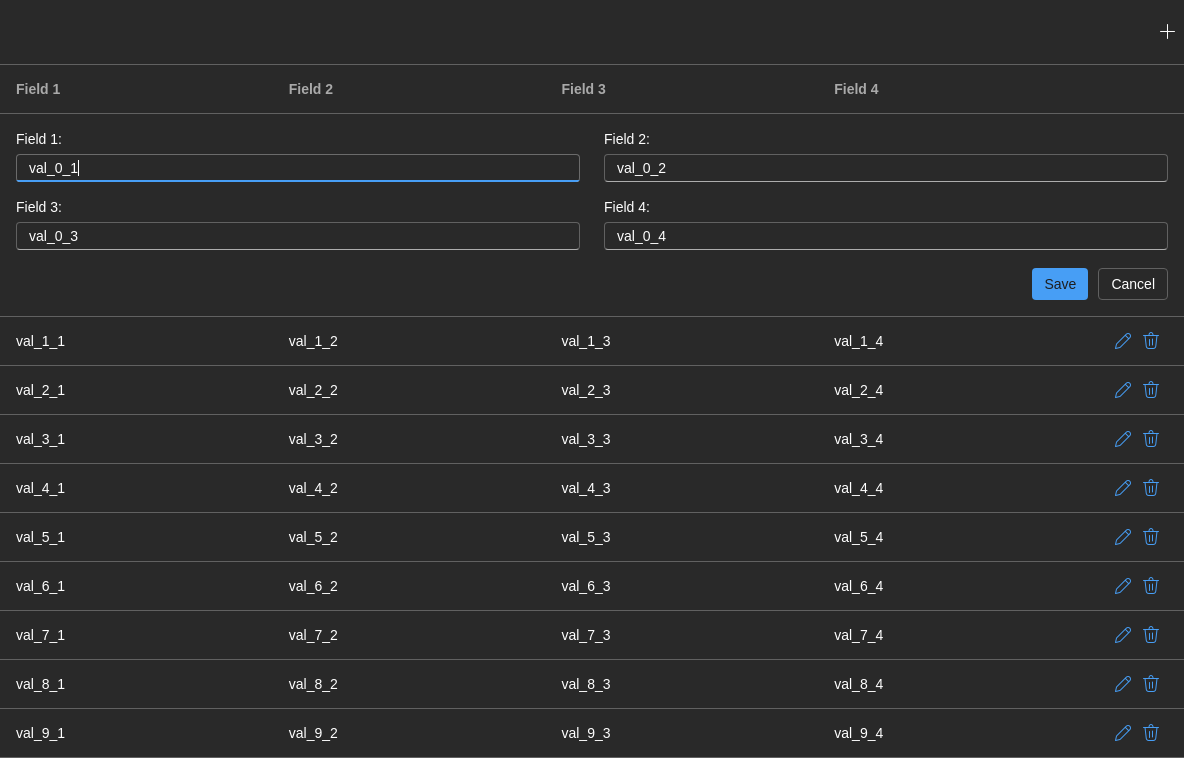 Field 1 Field 2 Field 3 Field 4
Field 1: Field 2:
val_0_1 val_0_2
Field 3: Field 4:
val_0_3 val_0_4
Save Cancel
val_1_1 val_1_2 val_1_3 val_1_4
val_2_1 val_2_2 val_2_3 val_2_4
val_3_1 val_3_2 val_3_3 val_3_4
val_4_1 val_4_2 val_4_3 val_4_4
val_5_1 val_5_2 val_5_3 val_5_4
val_6_1 val_6_2 val_6_3 val_6_4
val_7_1 val_7_2 val_7_3 val_7_4
val_8_1 val_8_2 val_8_3 val_8_4
val_9_1 val_9_2 val_9_3 val_9_4